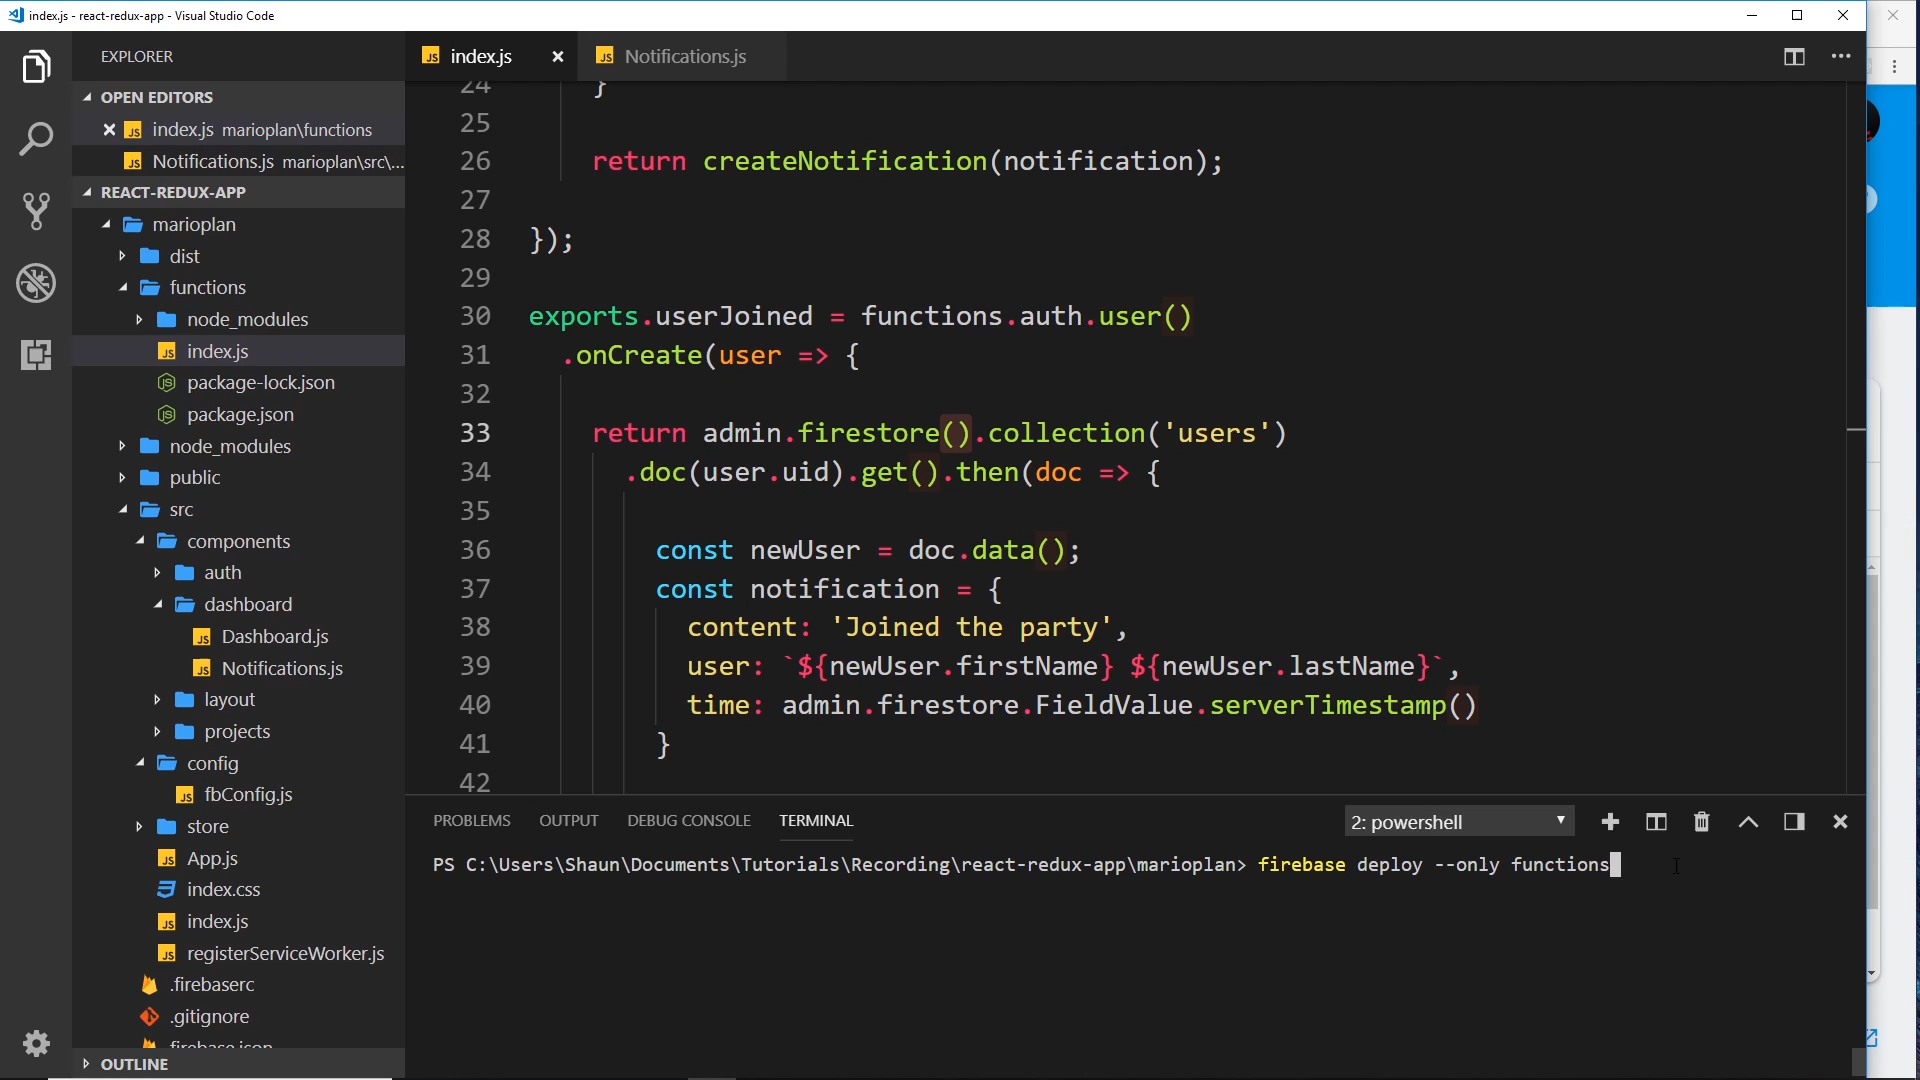 index.js - react-redux-app - Visual Studio Code
EXPLORER
OPEN EDITORS
index.js marioplan\functions
Notifications.js marioplan\src\...
REACT-REDUX-APP
marioplan
dist
functions
node_modules
index.js
package-lock.json
package.json
node_modules
public
src
components
auth
dashboard
Dashboard.js
Notifications.js
layout
projects
config
fbConfig.js
store
App.js
index.css
index.js
registerServiceWorker.js
.firebaserc
.gitignore
firebase.json
OUTLINE
index.js
Notifications.js
24 }
25
26 return createNotification(notification);
27
28 });
29
30 exports.userJoined = functions.auth.user()
31 .onCreate(user => {
32
33 return admin.firestore().collection('users')
34 .doc(user.uid).get().then(doc => {
35
36 const newUser = doc.data();
37 const notification = {
38 content: 'Joined the party',
39 user: `${newUser.firstName} ${newUser.lastName}`,
40 time: admin.firestore.FieldValue.serverTimestamp()
41 }
42
PROBLEMS OUTPUT DEBUG CONSOLE TERMINAL 2: powershell
PS C:\Users\Shaun\Documents\Tutorials\Recording\react-redux-app\marioplan> firebase deploy --only functions